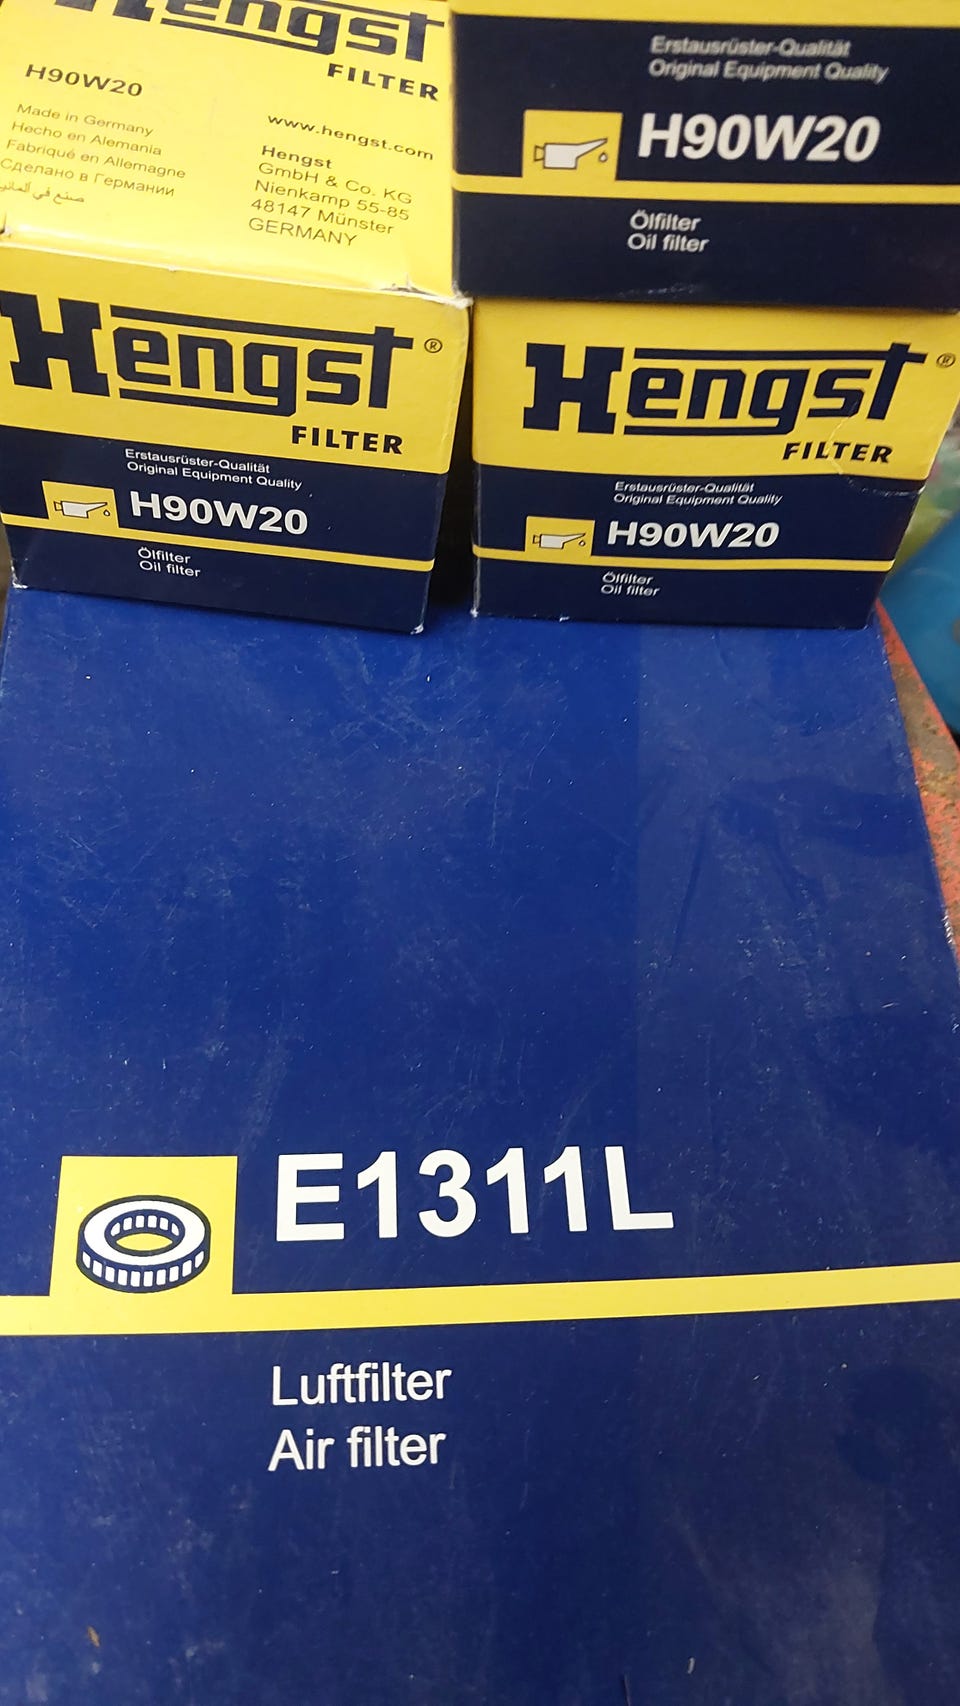 Hengst
FILTER
H90W20
Made in Germany
Hecho en Alemania
Fabriqué en Allemagne
Сделано в Германии
صنع في ألمانيا
www.hengst.com
Hengst
GmbH & Co. KG
Nienkamp 55-85
48147 Münster
GERMANY
Erstausrüster-Qualität
Original Equipment Quality
H90W20
Ölfilter
Oil filter
Hengst®
FILTER
Erstausrüster-Qualität
Original Equipment Quality
H90W20
Ölfilter
Oil filter
Hengst®
FILTER
Erstausrüster-Qualität
Original Equipment Quality
H90W20
Ölfilter
Oil filter
E1311L
Luftfilter
Air filter